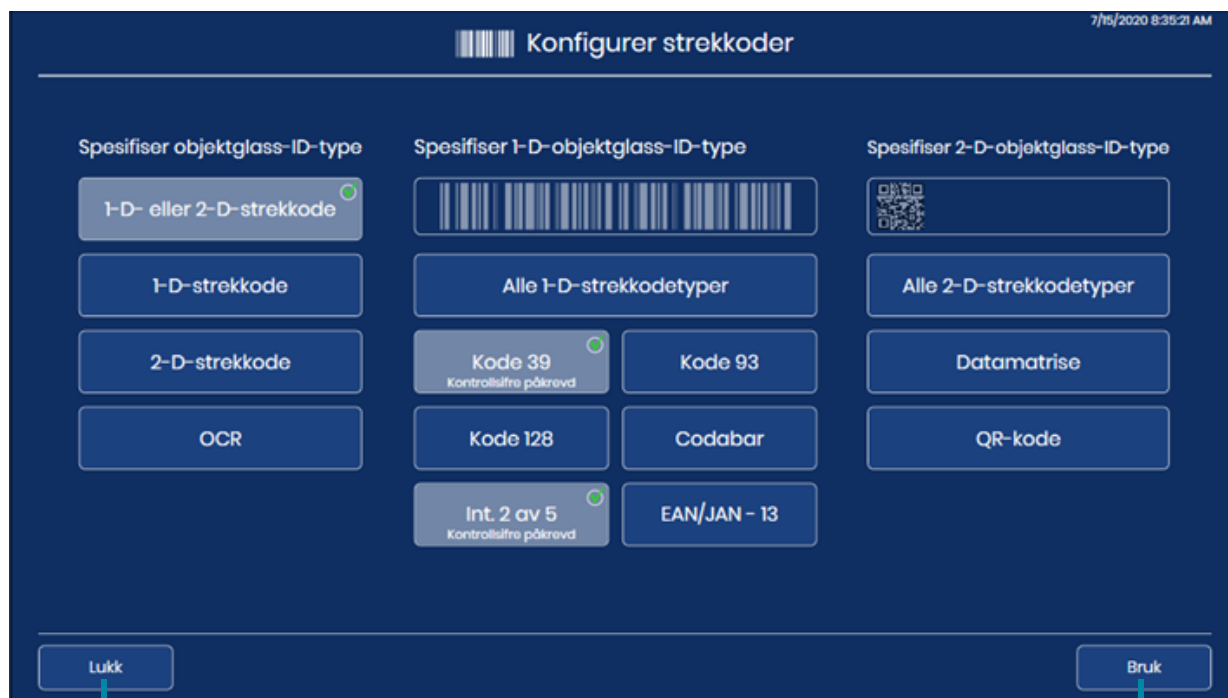 7/15/2020 8:35:21 AM
Konfigurer strekkoder
Spesifiser objektglass-ID-type
1-D- eller 2-D-strekkode
1-D-strekkode
2-D-strekkode
OCR
Spesifiser 1-D-objektglass-ID-type
Alle 1-D-strekkodetyper
Kode 39
Kontrollsifre påkrevd
Kode 93
Kode 128
Codabar
Int. 2 av 5
Kontrollsifre påkrevd
EAN/JAN - 13
Spesifiser 2-D-objektglass-ID-type
Alle 2-D-strekkodetyper
Datamatrise
QR-kode
Lukk
Bruk